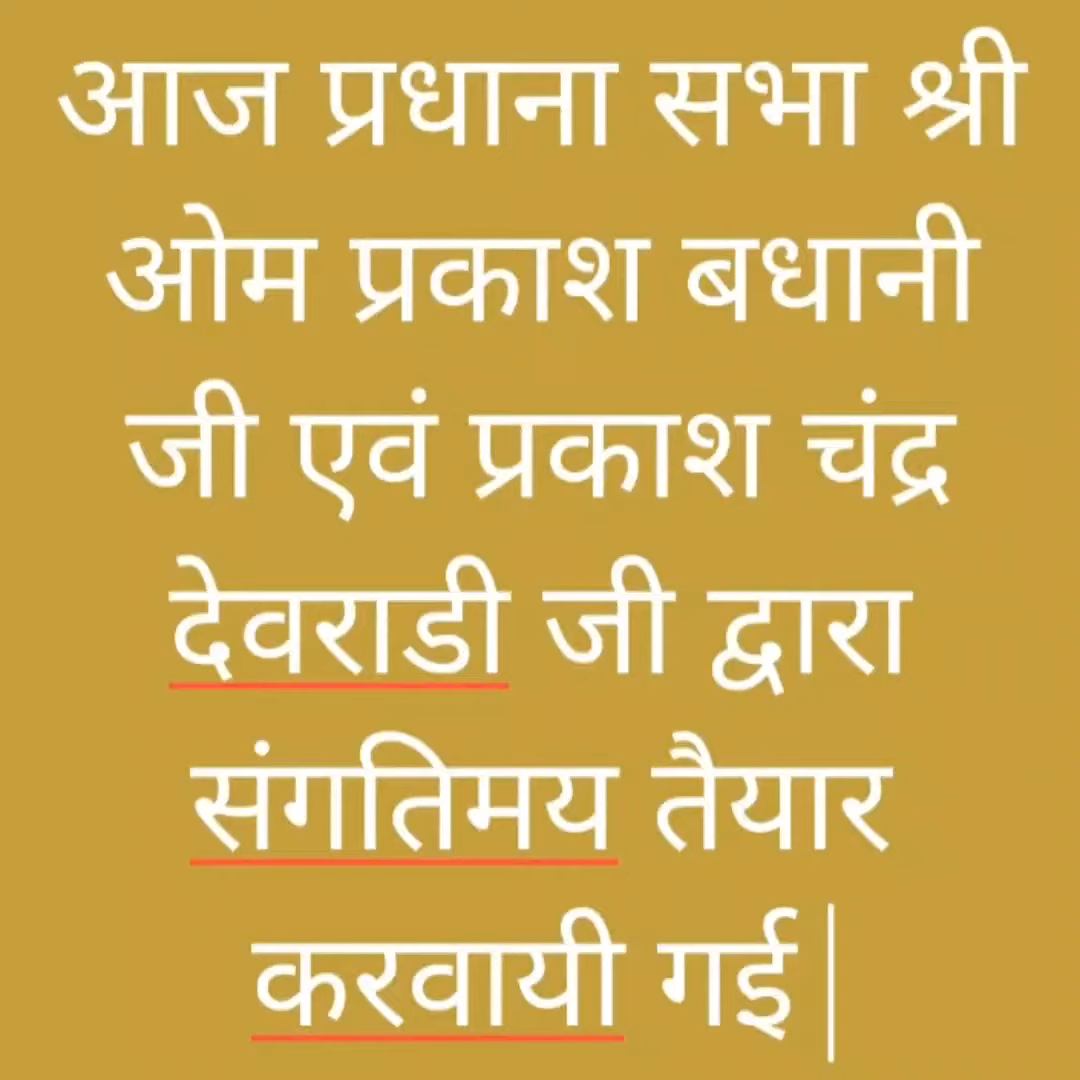 आज प्रधाना सभा श्री
ओम प्रकाश बधानी
जी एवं प्रकाश चंद्र
देवराडी जी द्वारा
संगतिमय तैयार
करवायी गई